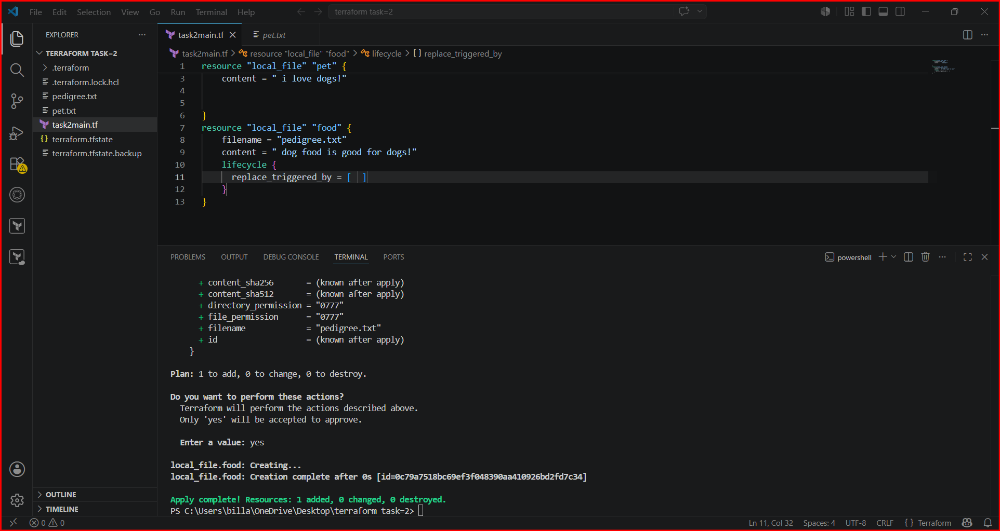 File Edit Selection View Go Run Terminal Help
terraform task=2
EXPLORER
TERRAFORM TASK=2
.terraform
.terraform.lock.hcl
pedigree.txt
pet.txt
task2main.tf
terraform.tfstate
terraform.tfstate.backup
OUTLINE
TIMELINE
task2main.tf
pet.txt
task2main.tf > resource "local_file" "food" > lifecycle > [ ] replace_triggered_by
1 resource "local_file" "pet" {
3 content = " i love dogs!"
4
5
6 }
7 resource "local_file" "food" {
8 filename = "pedigree.txt"
9 content = " dog food is good for dogs!"
10 lifecycle {
11 replace_triggered_by = [ ]
12 }
13 }
PROBLEMS OUTPUT DEBUG CONSOLE TERMINAL PORTS
powershell
+ content_sha256 = (known after apply)
+ content_sha512 = (known after apply)
+ directory_permission = "0777"
+ file_permission = "0777"
+ filename = "pedigree.txt"
+ id = (known after apply)
}
Plan: 1 to add, 0 to change, 0 to destroy.
Do you want to perform these actions?
Terraform will perform the actions described above.
Only 'yes' will be accepted to approve.
Enter a value: yes
local_file.food: Creating...
local_file.food: Creation complete after 0s [id=0c79a7518bc69ef3f048390aa410926bd2fd7c34]
Apply complete! Resources: 1 added, 0 changed, 0 destroyed.
PS C:\Users\billa\OneDrive\Desktop\terraform task=2>
0 0
Ln 11, Col 32 Spaces: 4 UTF-8 CRLF { } Terraform